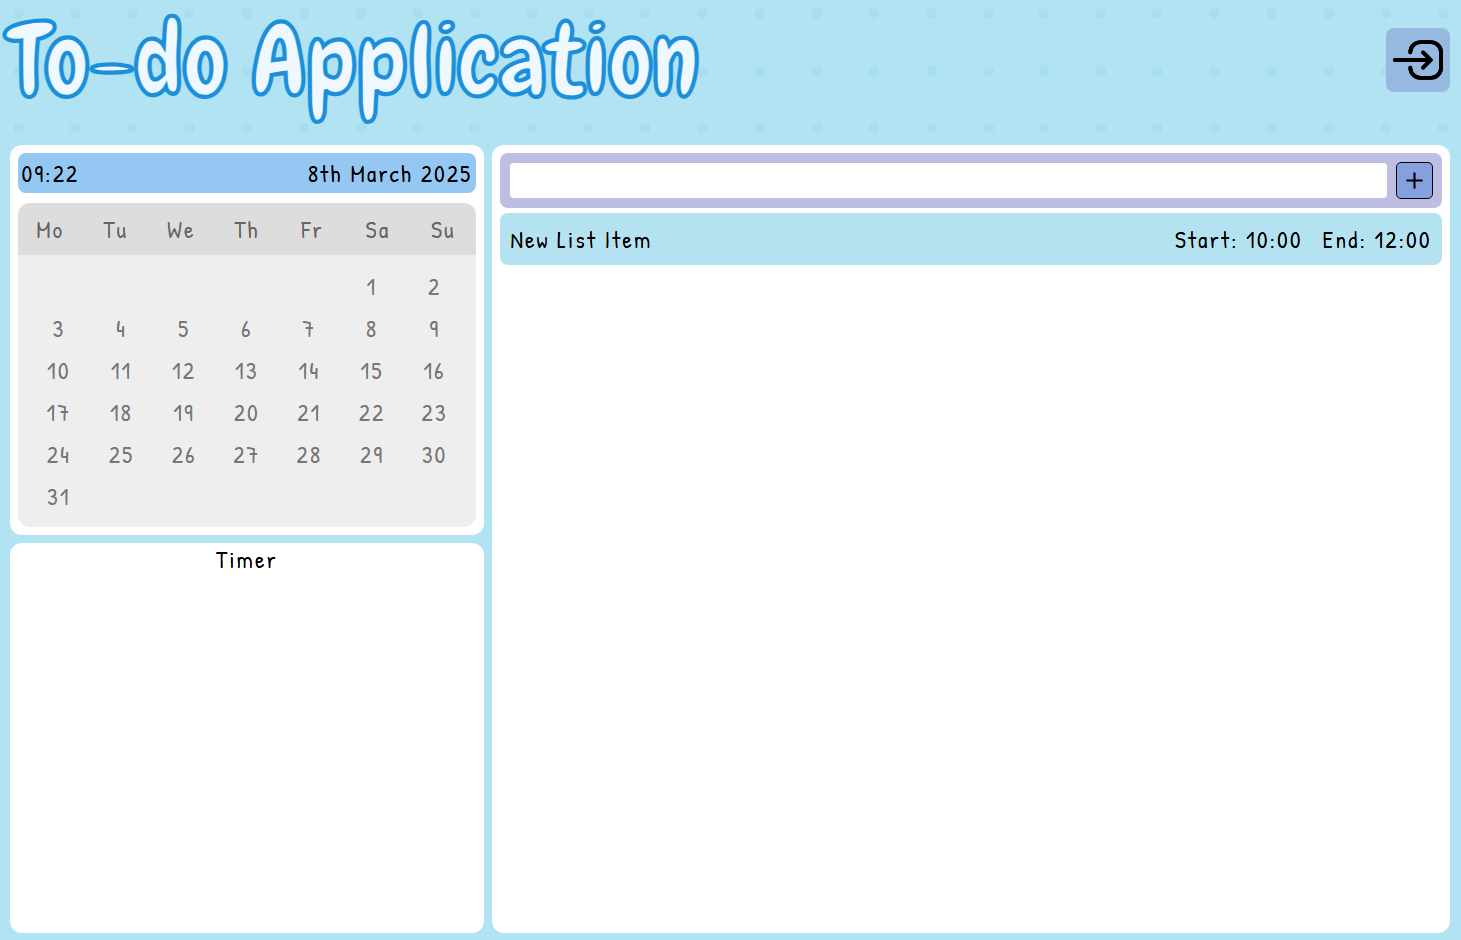 To-do Application
09:22 8th March 2025
Mo Tu We Th Fr Sa Su
1 2
3 4 5 6 7 8 9
10 11 12 13 14 15 16
17 18 19 20 21 22 23
24 25 26 27 28 29 30
31
Timer
+
New List Item Start: 10:00 End: 12:00